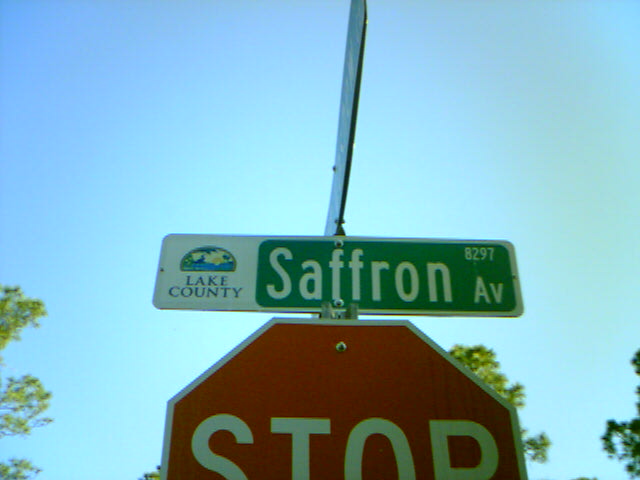 LAKE
COUNTY
Saffron Av
8297
STOP